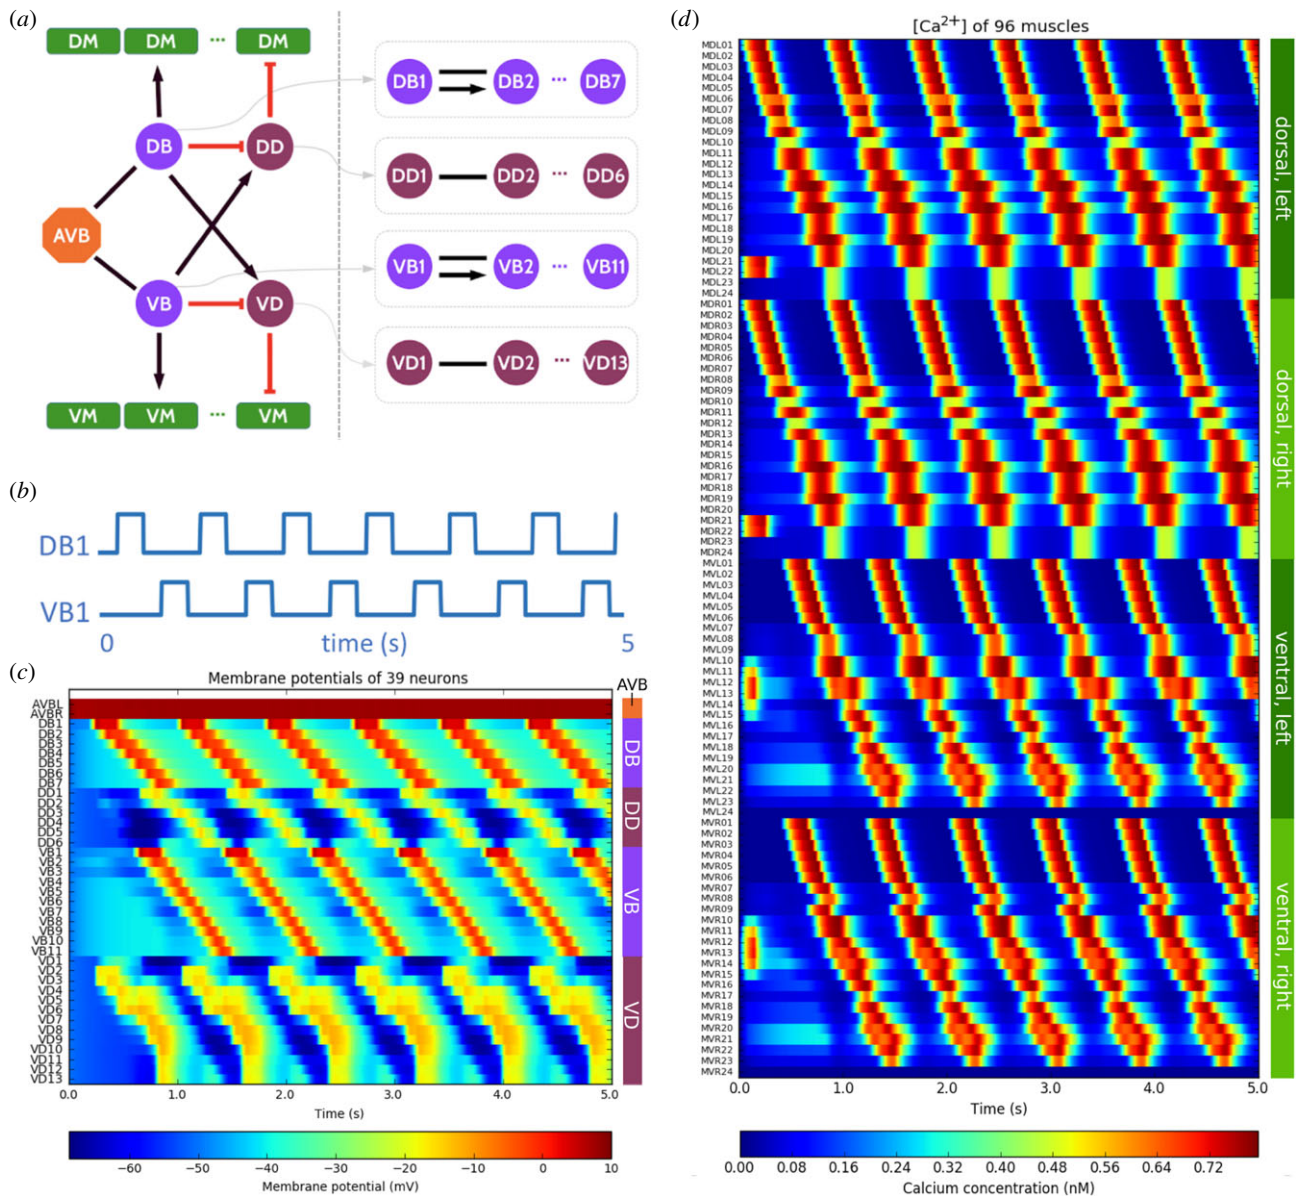 (a)
DM DM ... DM
DB DD
AVB
VB VD
VM VM ... VM
DB1 DB2 ... DB7
DD1 DD2 ... DD6
VB1 VB2 ... VB11
VD1 VD2 ... VD13
(b)
DB1
VB1
0 time (s) 5
(c)
Membrane potentials of 39 neurons
AVB
AVBL
AVBR
DB1
DB2
DB3
DB4
DB5
DB6
DB7
DD1
DD2
DD3
DD4
DD5
DD6
VB1
VB2
VB3
VB4
VB5
VB6
VB7
VB8
VB9
VB10
VB11
VD1
VD2
VD3
VD4
VD5
VD6
VD7
VD8
VD9
VD10
VD11
VD12
VD13
DB
DD
VB
VD
0.0 1.0 2.0 3.0 4.0 5.0
Time (s)
−60 −50 −40 −30 −20 −10 0 10
Membrane potential (mV)
(d)
[Ca2+] of 96 muscles
MDL01
MDL02
MDL03
MDL04
MDL05
MDL06
MDL07
MDL08
MDL09
MDL10
MDL11
MDL12
MDL13
MDL14
MDL15
MDL16
MDL17
MDL18
MDL19
MDL20
MDL21
MDL22
MDL23
MDL24
MDR01
MDR02
MDR03
MDR04
MDR05
MDR06
MDR07
MDR08
MDR09
MDR10
MDR11
MDR12
MDR13
MDR14
MDR15
MDR16
MDR17
MDR18
MDR19
MDR20
MDR21
MDR22
MDR23
MDR24
MVL01
MVL02
MVL03
MVL04
MVL05
MVL06
MVL07
MVL08
MVL09
MVL10
MVL11
MVL12
MVL13
MVL14
MVL15
MVL16
MVL17
MVL18
MVL19
MVL20
MVL21
MVL22
MVL23
MVL24
MVR01
MVR02
MVR03
MVR04
MVR05
MVR06
MVR07
MVR08
MVR09
MVR10
MVR11
MVR12
MVR13
MVR14
MVR15
MVR16
MVR17
MVR18
MVR19
MVR20
MVR21
MVR22
MVR23
MVR24
dorsal, left
dorsal, right
ventral, left
ventral, right
0.0 1.0 2.0 3.0 4.0 5.0
Time (s)
0.00 0.08 0.16 0.24 0.32 0.40 0.48 0.56 0.64 0.72
Calcium concentration (nM)